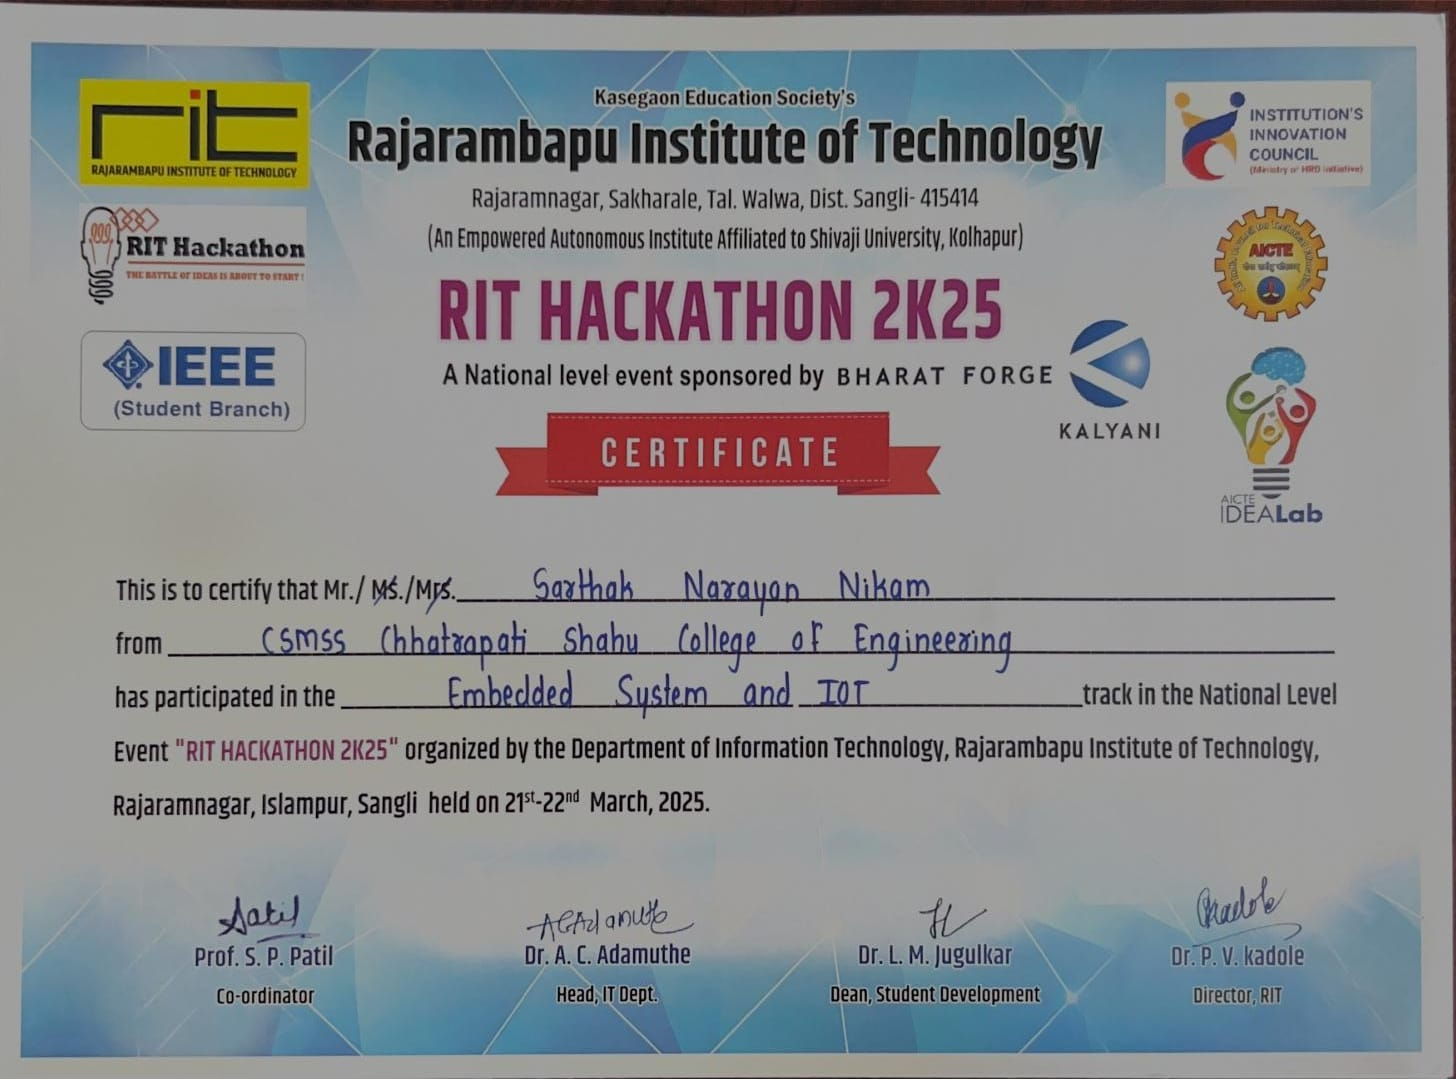 Kasegaon Education Society's
Rajarambapu Institute of Technology
Rajaramnagar, Sakharale, Tal. Walwa, Dist. Sangli- 415414
(An Empowered Autonomous Institute Affiliated to Shivaji University, Kolhapur)
rit
RAJARAMBAPU INSTITUTE OF TECHNOLOGY
RIT Hackathon
THE BATTLE OF IDEAS IS ABOUT TO START !
IEEE
(Student Branch)
INSTITUTION'S
INNOVATION
COUNCIL
(Ministry of HRD Initiative)
AICTE
RIT HACKATHON 2K25
A National level event sponsored by BHARAT FORGE
KALYANI
AICTE
IDEALab
CERTIFICATE
This is to certify that Mr./ Ms./Mrs. Sarthak Narayan Nikam
from CSMSS Chhatrapati Shahu College of Engineering
has participated in the Embedded System and IOT track in the National Level
Event "RIT HACKATHON 2K25" organized by the Department of Information Technology, Rajarambapu Institute of Technology,
Rajaramnagar, Islampur, Sangli held on 21st-22nd March, 2025.
Prof. S. P. Patil
Co-ordinator
Dr. A. C. Adamuthe
Head, IT Dept.
Dr. L. M. Jugulkar
Dean, Student Development
Dr. P. V. kadole
Director, RIT